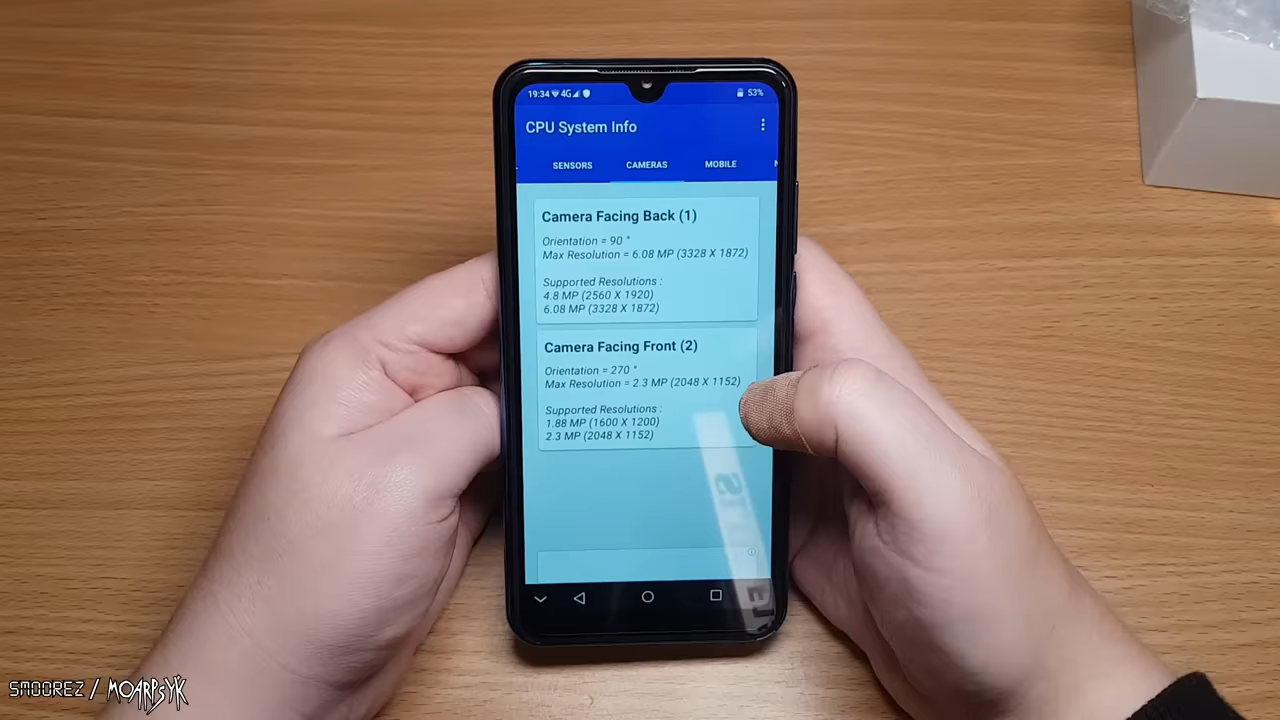 19:34 4G 53%
CPU System Info
SENSORS CAMERAS MOBILE
Camera Facing Back (1)
Orientation = 90 °
Max Resolution = 6.08 MP (3328 X 1872)
Supported Resolutions :
4.8 MP (2560 X 1920)
6.08 MP (3328 X 1872)
Camera Facing Front (2)
Orientation = 270 °
Max Resolution = 2.3 MP (2048 X 1152)
Supported Resolutions :
1.88 MP (1600 X 1200)
2.3 MP (2048 X 1152)
SMOOREZ / MOARPSYK